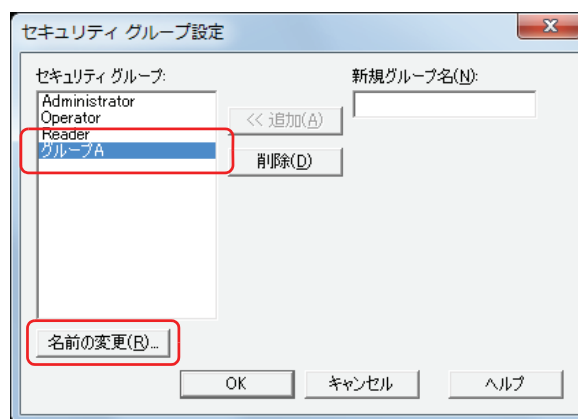 セキュリティ グループ設定
セキュリティ グループ:
新規グループ名(N):
Administrator
Operator
Reader
グループA
<< 追加(A)
削除(D)
名前の変更(R)...
OK
キャンセル
ヘルプ